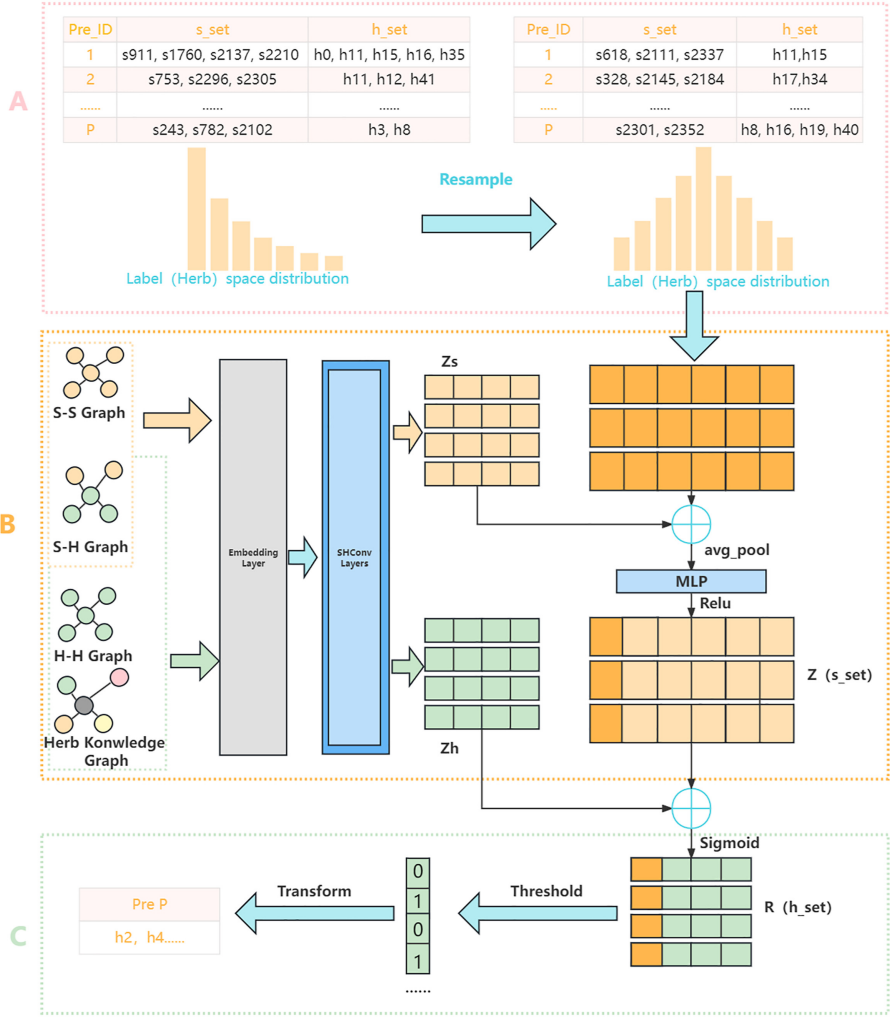 Pre_ID s_set h_set
1 s911, s1760, s2137, s2210 h0, h11, h15, h16, h35
2 s753, s2296, s2305 h11, h12, h41
...... ...... ......
P s243, s782, s2102 h3, h8
Pre_ID s_set h_set
1 s618, s2111, s2337 h11,h15
2 s328, s2145, s2184 h17,h34
..... ...... ......
P s2301, s2352 h8, h16, h19, h40
A
Resample
Label（Herb）space distribution
Label（Herb）space distribution
B
S-S Graph
S-H Graph
H-H Graph
Herb Konwledge
Graph
Embedding
Layer
SHConv
Layers
Zs
Zh
avg_pool
MLP
Relu
Z（s_set）
C
Sigmoid
R（h_set）
Threshold
0
1
0
1
......
Transform
Pre P
h2，h4......